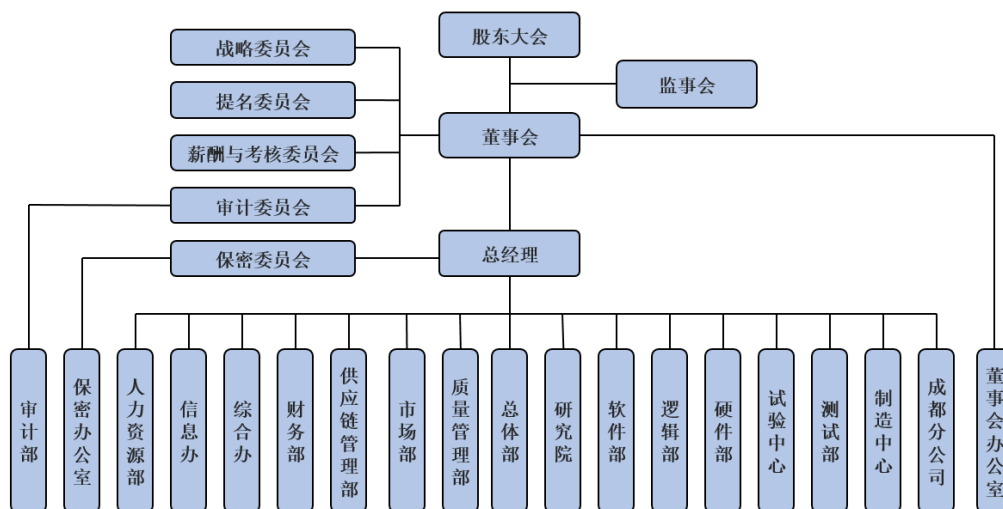 股东大会
战略委员会
监事会
提名委员会
董事会
薪酬与考核委员会
审计委员会
总经理
保密委员会
审计部
保密办公室
人力资源部
信息办
综合办
财务部
供应链管理部
市场部
质量管理部
总体部
研究院
软件部
逻辑部
硬件部
试验中心
测试部
制造中心
成都分公司
董事会办公室